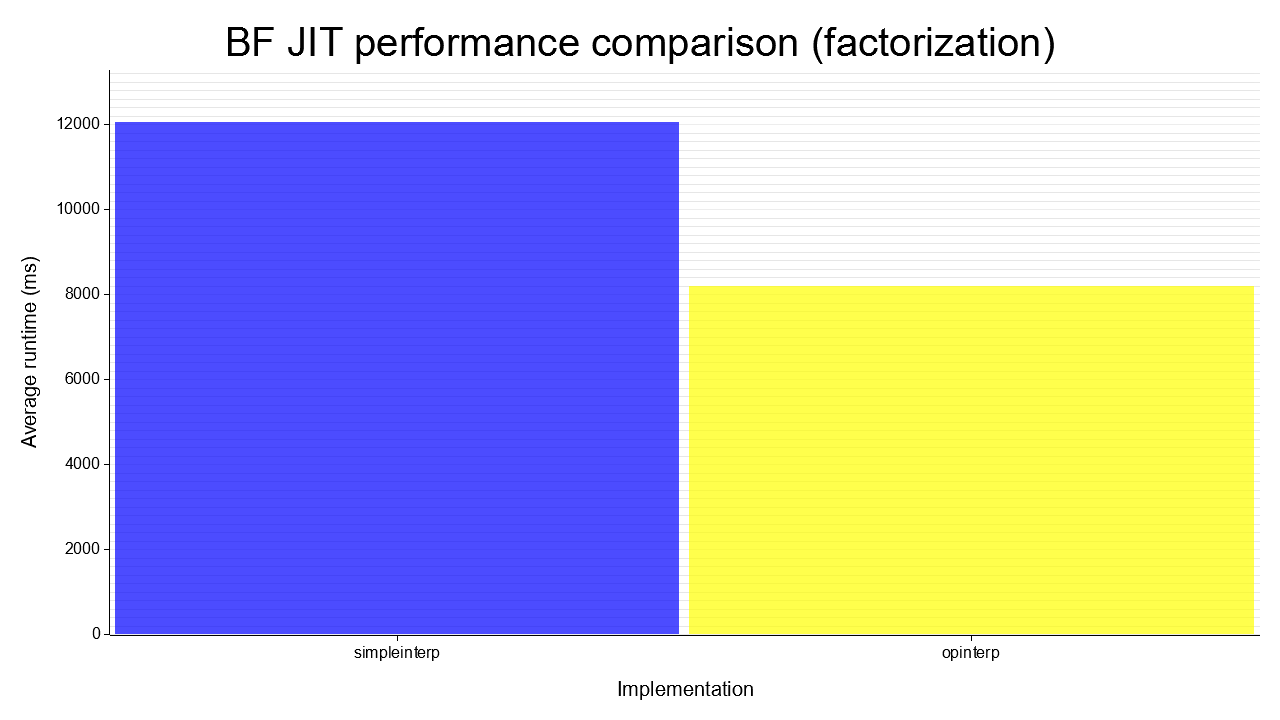 BF JIT performance comparison (factorization)
12000
10000
8000
6000
4000
2000
0
Average runtime (ms)
simpleinterp
opinterp
Implementation